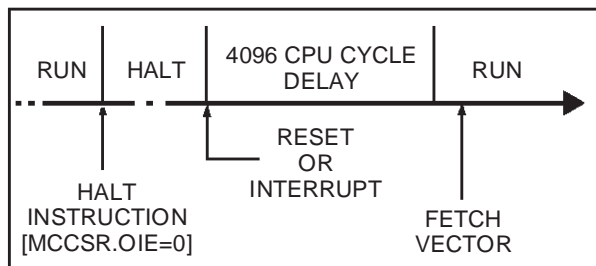 RUN
HALT
4096 CPU CYCLE
DELAY
RUN
HALT
INSTRUCTION
[MCCSR.OIE=0]
RESET
OR
INTERRUPT
FETCH
VECTOR